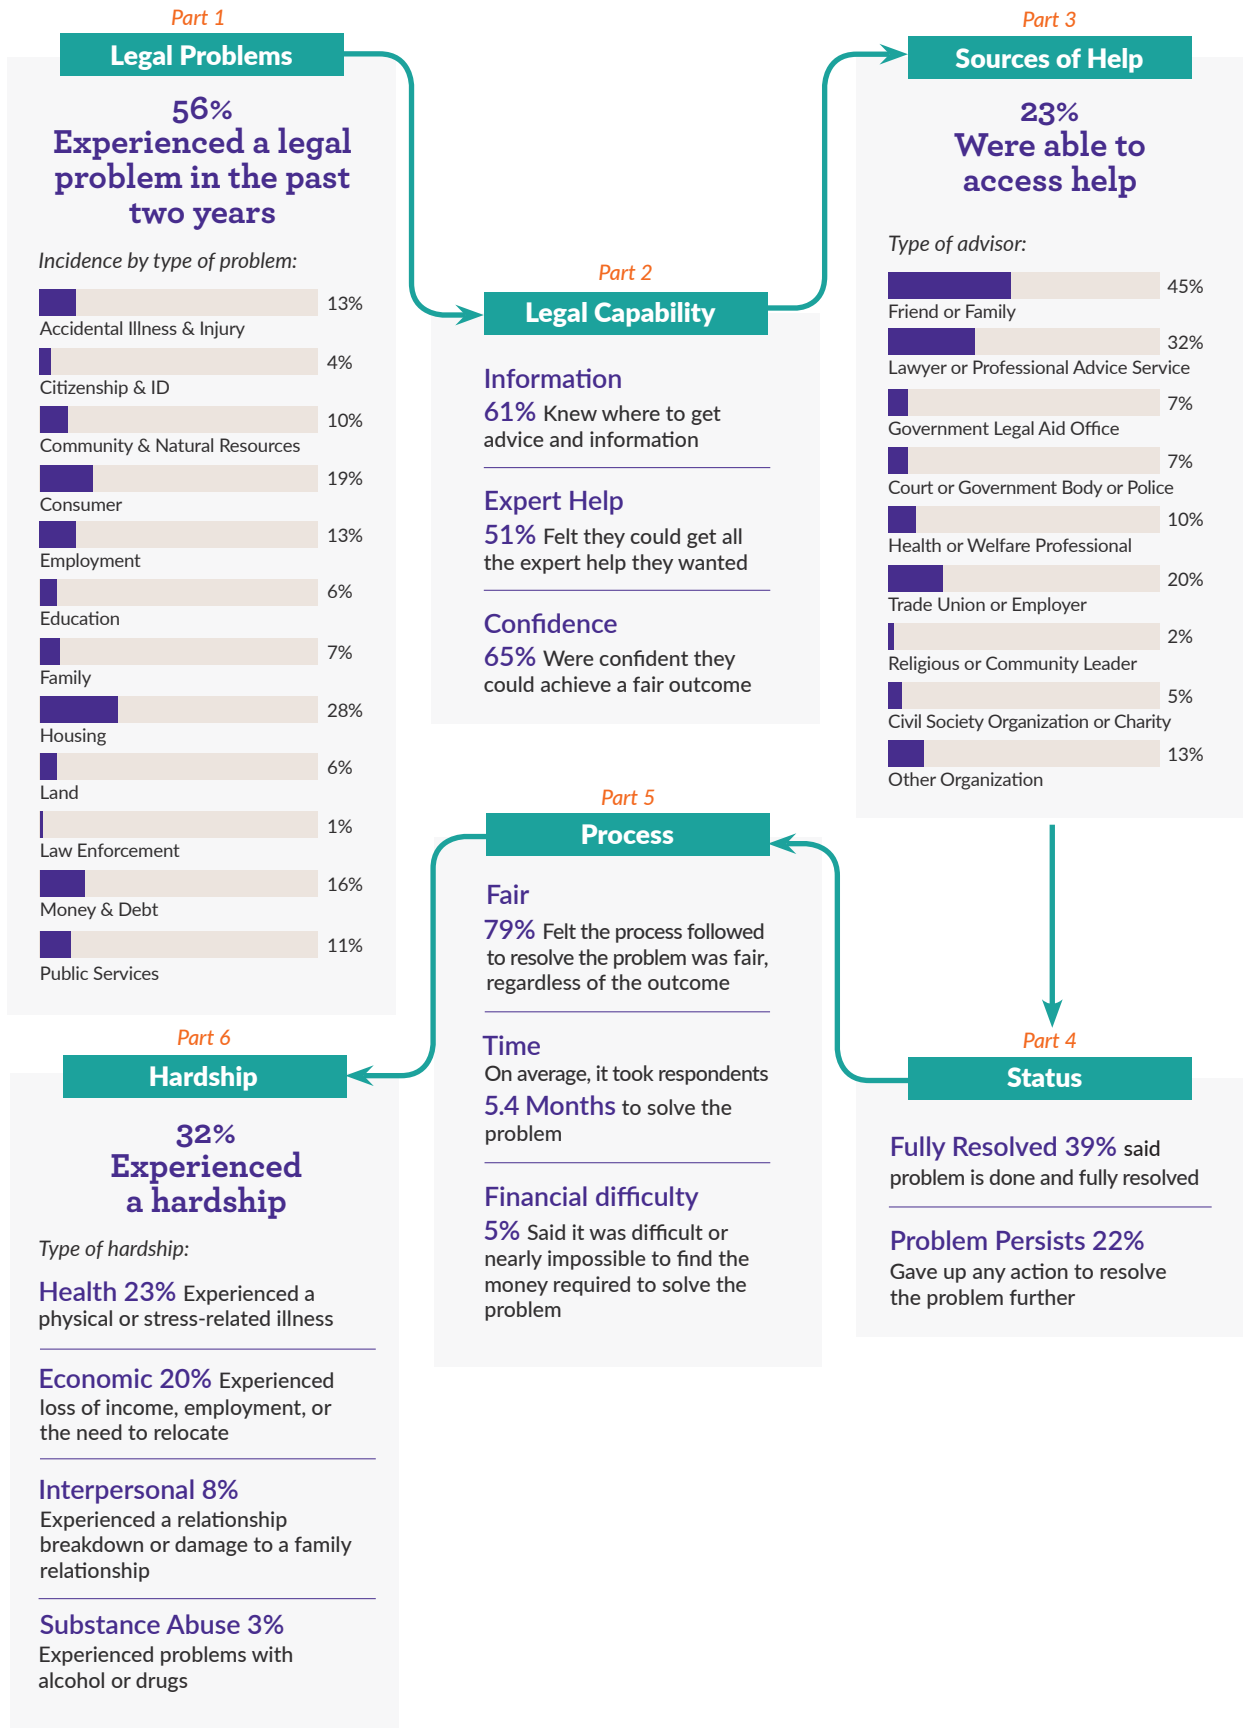 Part 1
Legal Problems
56%
Experienced a legal
problem in the past
two years
Incidence by type of problem:
13%
Accidental Illness & Injury
4%
Citizenship & ID
10%
Community & Natural Resources
19%
Consumer
13%
Employment
6%
Education
7%
Family
28%
Housing
6%
Land
1%
Law Enforcement
16%
Money & Debt
11%
Public Services
Part 2
Legal Capability
Information
61% Knew where to get
advice and information
Expert Help
51% Felt they could get all
the expert help they wanted
Confidence
65% Were confident they
could achieve a fair outcome
Part 3
Sources of Help
23%
Were able to
access help
Type of advisor:
45%
Friend or Family
32%
Lawyer or Professional Advice Service
7%
Government Legal Aid Office
7%
Court or Government Body or Police
10%
Health or Welfare Professional
20%
Trade Union or Employer
2%
Religious or Community Leader
5%
Civil Society Organization or Charity
13%
Other Organization
Part 4
Status
Fully Resolved 39% said
problem is done and fully resolved
Problem Persists 22%
Gave up any action to resolve
the problem further
Part 5
Process
Fair
79% Felt the process followed
to resolve the problem was fair,
regardless of the outcome
Time
On average, it took respondents
5.4 Months to solve the
problem
Financial difficulty
5% Said it was difficult or
nearly impossible to find the
money required to solve the
problem
Part 6
Hardship
32%
Experienced
a hardship
Type of hardship:
Health 23% Experienced a
physical or stress-related illness
Economic 20% Experienced
loss of income, employment, or
the need to relocate
Interpersonal 8%
Experienced a relationship
breakdown or damage to a family
relationship
Substance Abuse 3%
Experienced problems with
alcohol or drugs